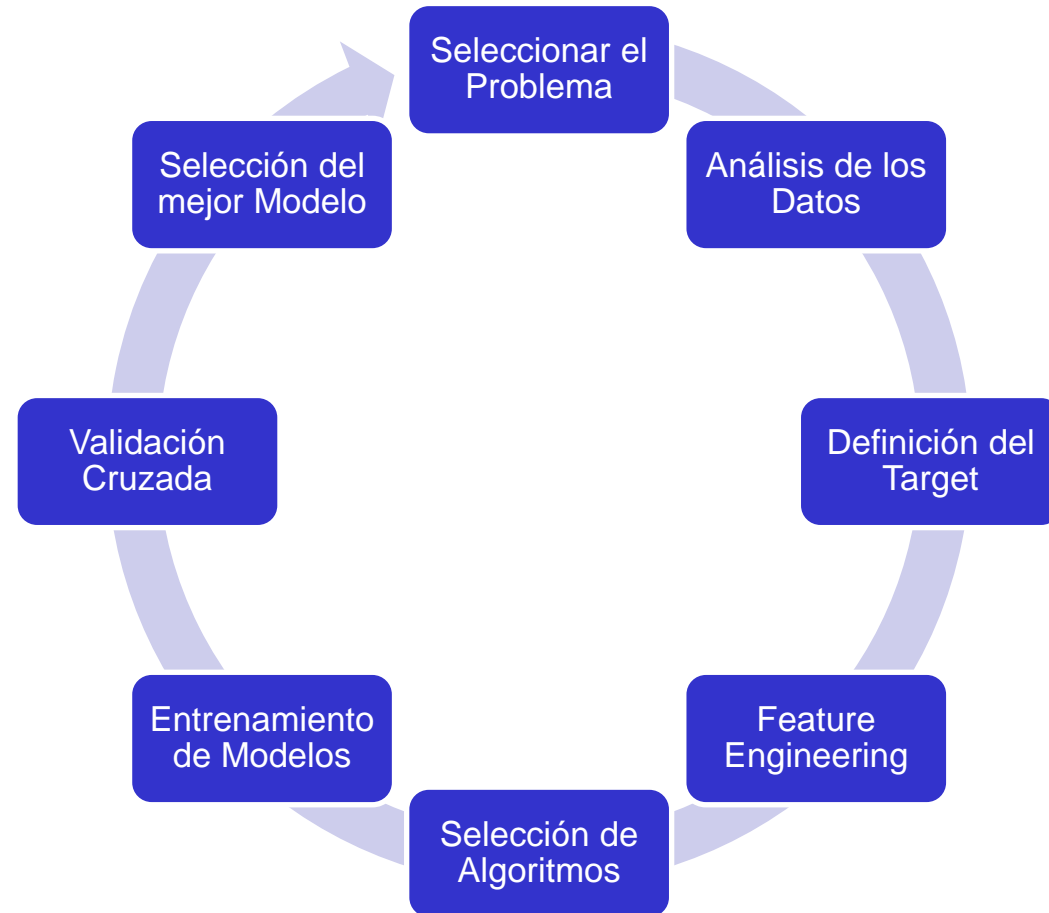 Seleccionar el
Problema
Análisis de los
Datos
Definición del
Target
Feature
Engineering
Selección de
Algoritmos
Entrenamiento
de Modelos
Validación
Cruzada
Selección del
mejor Modelo